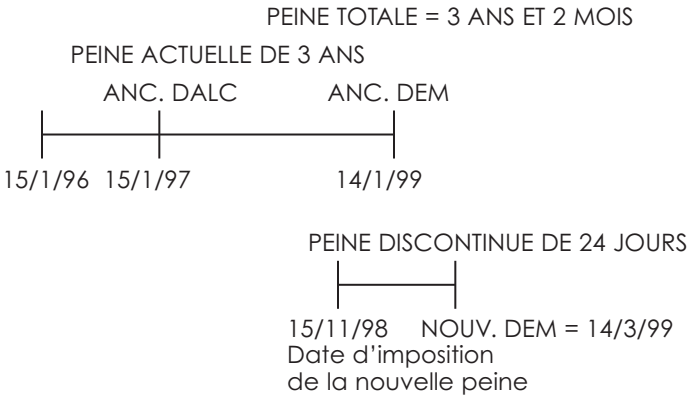 PEINE TOTALE = 3 ANS ET 2 MOIS
PEINE ACTUELLE DE 3 ANS
ANC. DALC ANC. DEM
15/1/96 15/1/97 14/1/99
PEINE DISCONTINUE DE 24 JOURS
15/11/98 NOUV. DEM = 14/3/99
Date d’imposition
de la nouvelle peine